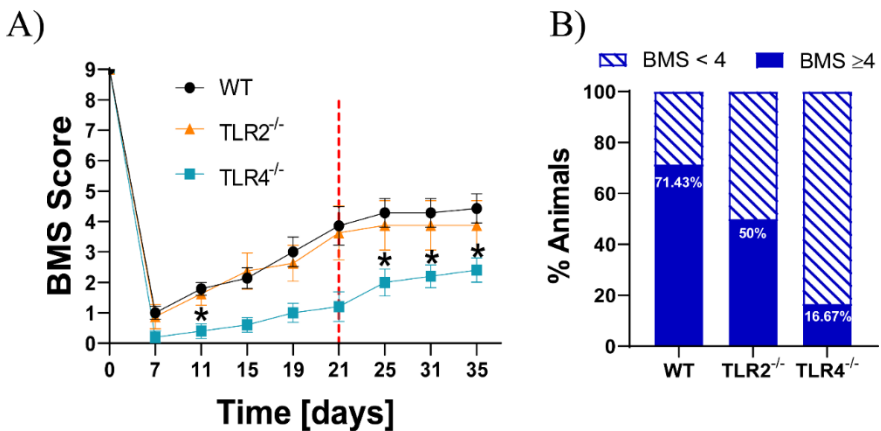 A)
BMS Score
9
8
7
6
5
4
3
2
1
0
WT
TLR2⁻/⁻
TLR4⁻/⁻
*
*
*
*
0 7 11 15 19 21 25 31 35
Time [days]
B)
BMS < 4 BMS ≥4
% Animals
100
80
60
40
20
0
71.43%
50%
16.67%
WT TLR2⁻/⁻ TLR4⁻/⁻